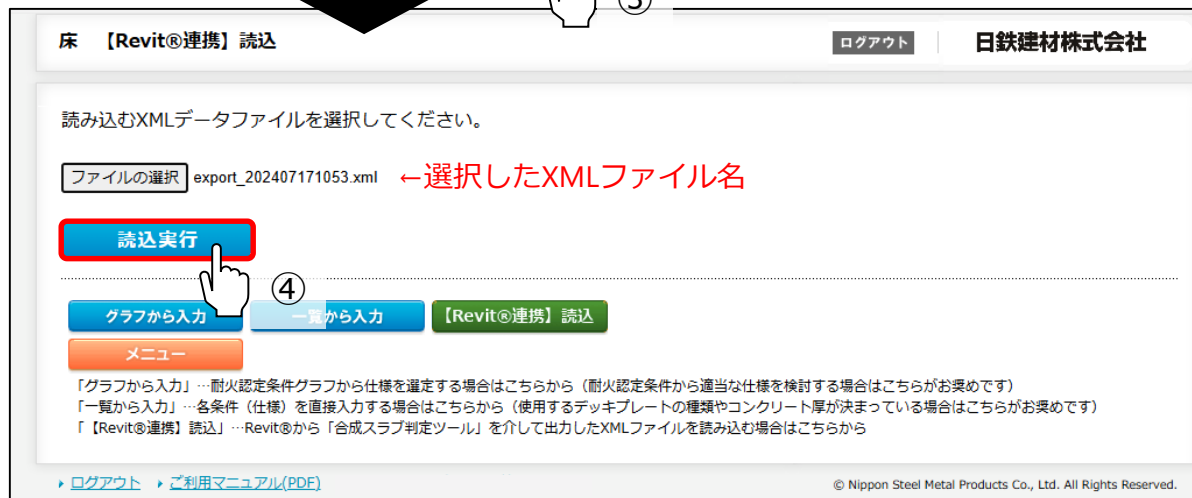 ③
床 【Revit®連携】読込
ログアウト
日鉄建材株式会社
読み込むXMLデータファイルを選択してください。
ファイルの選択 export_202407171053.xml ←選択したXMLファイル名
読込実行
④
グラフから入力 一覧から入力 【Revit®連携】読込
メニュー
「グラフから入力」…耐火認定条件グラフから仕様を選定する場合はこちらから（耐火認定条件から適当な仕様を検討する場合はこちらがお奨めです）
「一覧から入力」…各条件（仕様）を直接入力する場合はこちらから（使用するデッキプレートの種類やコンクリート厚が決まっている場合はこちらがお奨めです）
「【Revit®連携】読込」…Revit®から「合成スラブ判定ツール」を介して出力したXMLファイルを読み込む場合はこちらから
ログアウト ご利用マニュアル(PDF)
© Nippon Steel Metal Products Co., Ltd. All Rights Reserved.